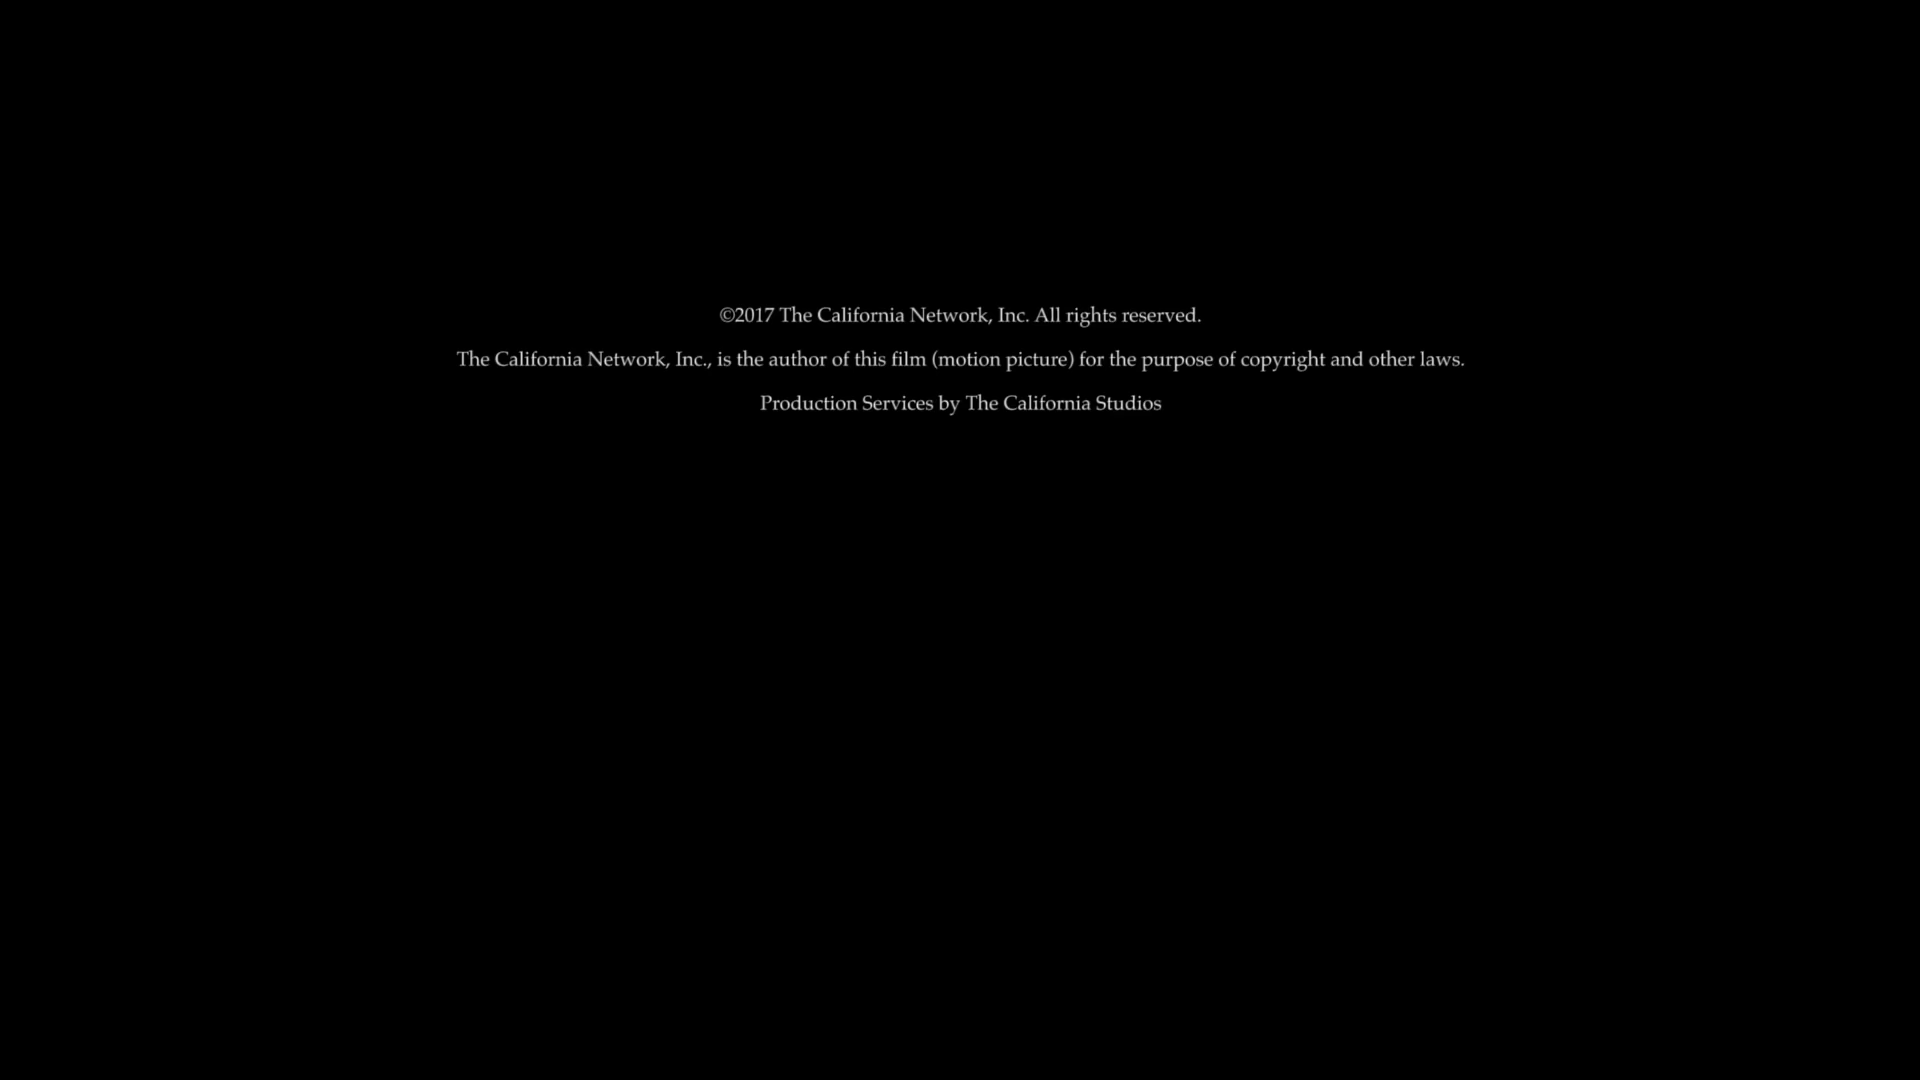 ©2017 The California Network, Inc. All rights reserved.
The California Network, Inc., is the author of this film (motion picture) for the purpose of copyright and other laws.
Production Services by The California Studios